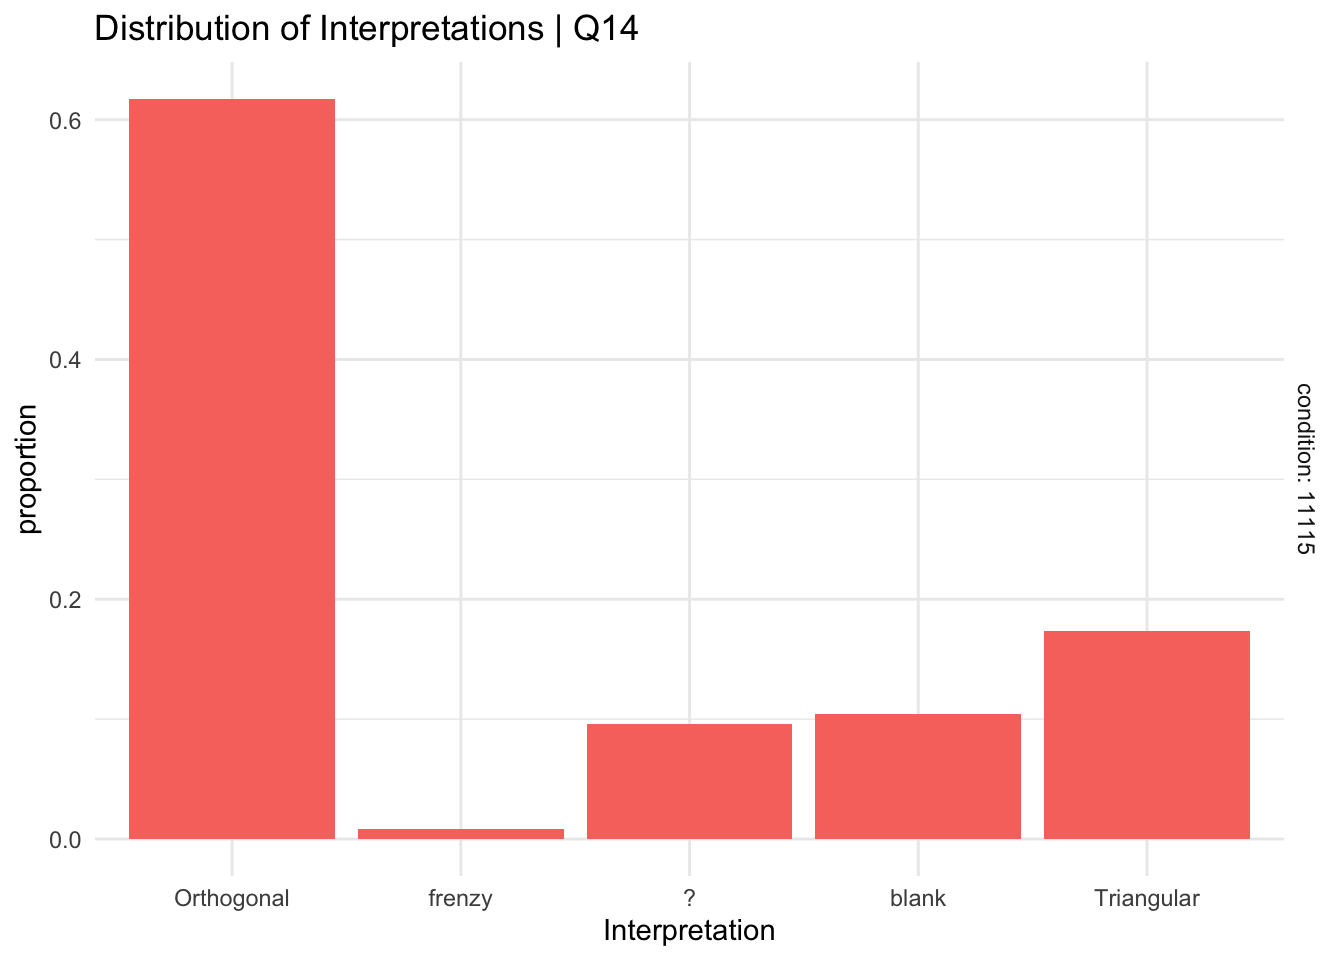 Distribution of Interpretations | Q14
proportion
0.6
0.4
0.2
0.0
Orthogonal
frenzy
?
blank
Triangular
Interpretation
condition: 11115